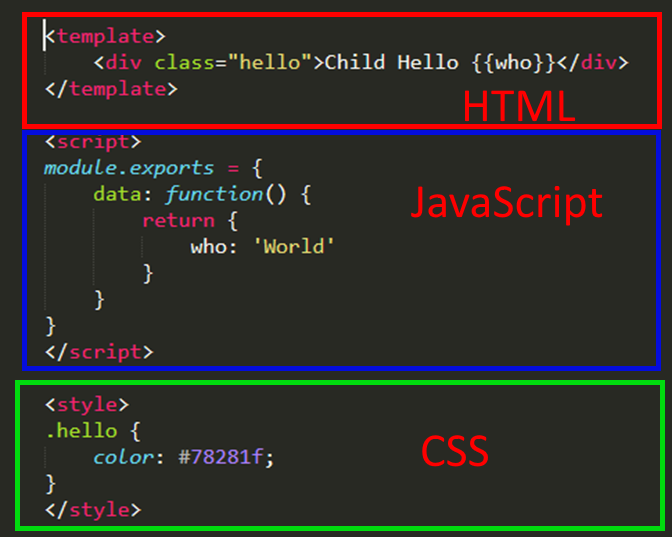 <template>
    <div class="hello">Child Hello {{who}}</div>
</template>
HTML
<script>
module.exports = {
    data: function() {
        return {
            who: 'World'
        }
    }
}
</script>
JavaScript
<style>
.hello {
    color: #78281f;
}
</style>
CSS